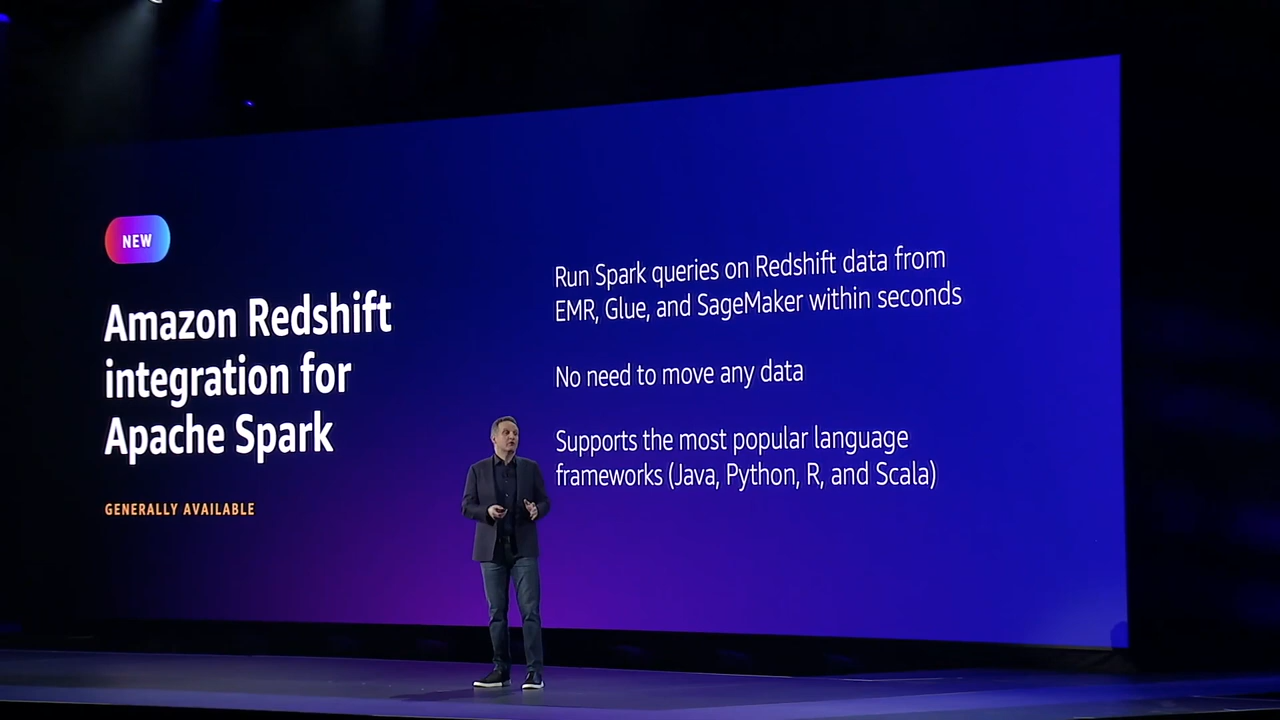 NEW
Amazon Redshift
integration for
Apache Spark
GENERALLY AVAILABLE
Run Spark queries on Redshift data from
EMR, Glue, and SageMaker within seconds
No need to move any data
Supports the most popular language
frameworks (Java, Python, R, and Scala)